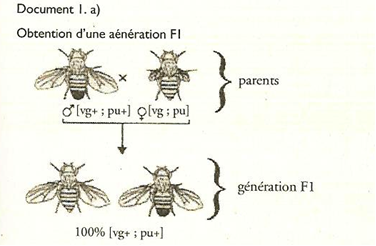 Document 1. a)
Obtention d'une aénération F1
× 
♂[vg+ ; pu+] ♀[vg ; pu]
parents
génération F1
100% [vg+ ; pu+]